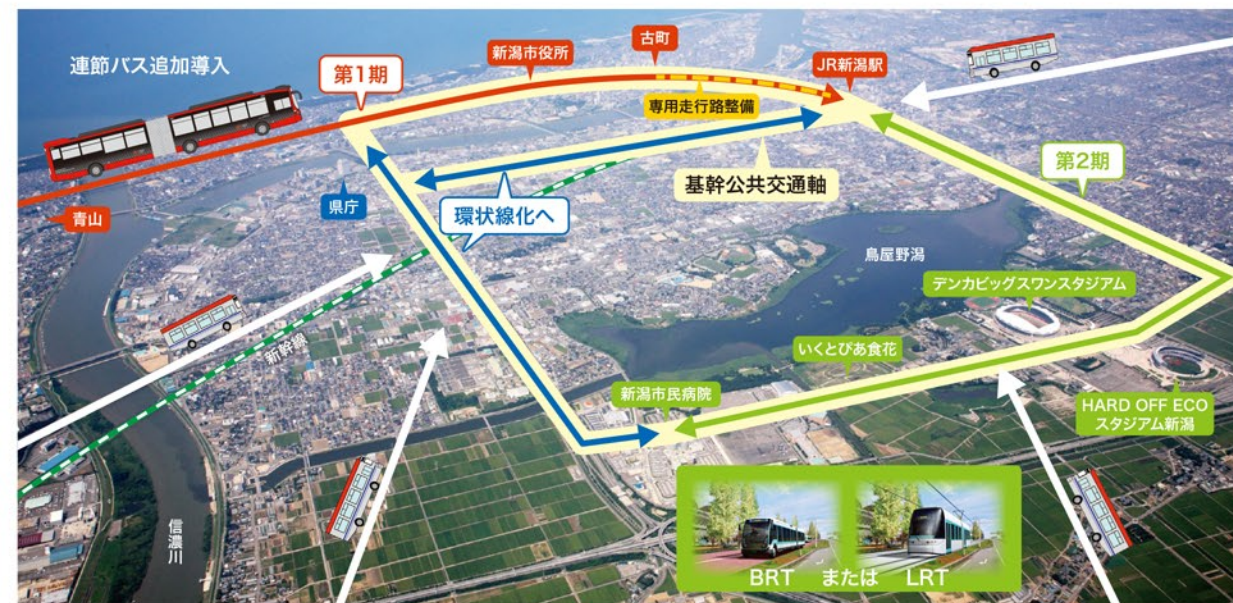 連節バス追加導入
第1期
新潟市役所
古町
JR新潟駅
専用走行路整備
青山
県庁
環状線化へ
基幹公共交通軸
第2期
鳥屋野潟
デンカビッグスワンスタジアム
新幹線
いくとぴあ食花
新潟市民病院
HARD OFF ECO
スタジアム新潟
信濃川
BRT または LRT